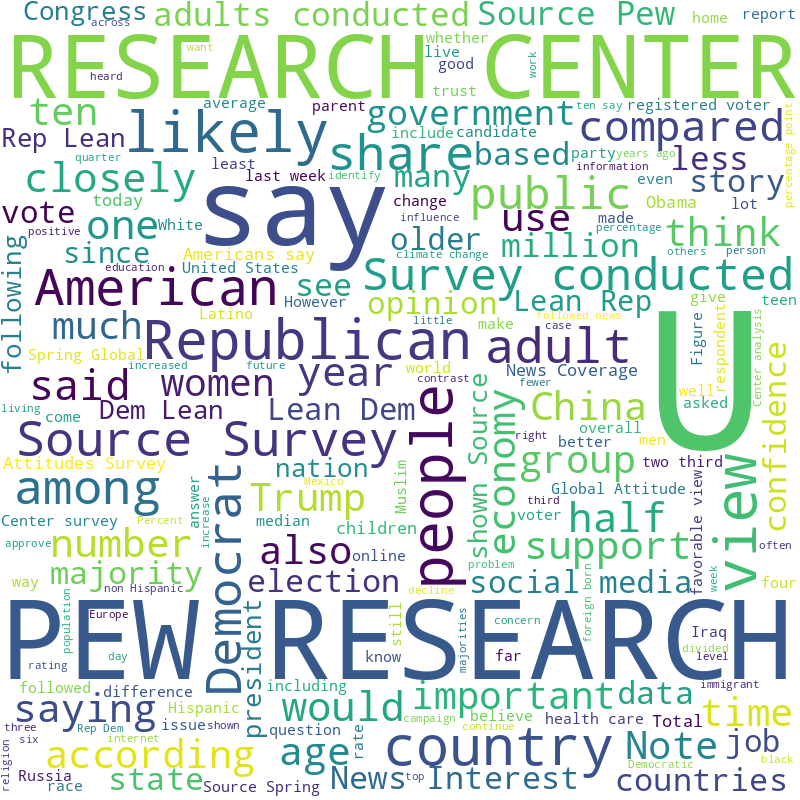 Congress
across
adults conducted
Source Pew
home
report
RESEARCH CENTER
want
heard
whether
live
good
work
trust
ten
average
parent
government
ten say
registered voter
percentage point
Rep Lean
likely
include
candidate
compared
quarter
share
based
party
years ago
closely
least
last week
identify
many
information
less
story
today
say
change
public
even
vote
one
White
influence
use
made
Obama
lot
think
positive
since
older
million
percentage
others
person
following
Americans say
climate change
education
United States
see
Survey conducted
American
However
opinion
Lean Rep
U
give
teen
much
Latino
little
make
followed news
case
Republican
adult
Figure
respondent
Center analysis
Spring Global
increased
future
world
News Coverage
said
women
year
contrast
fewer
well
asked
living
come
Dem Lean
Lean Dem
people
shown Source
economy
China
overall
confidence
Source Survey
right
better
men
Attitudes Survey
nation
Muslim
group
two third
among
Democrat
answer
increase
Mexico
Trump
third
Global Attitude
favorable view
view
often
Center survey
Percent
median
children
voter
half
approve
number
also
online
problem
support
week
way
majority
election
decline
social media
foreign born
four
non Hispanic
PEW RESEARCH
population
Europe
president
still
majorities
concern
Iraq
divided
rating
day
know
far
level
followed
difference
including
important
data
immigrant
saying
Hispanic
would
campaign
believe
health care
Total
time
three
Rep Dem
issue
shown
question
rate
continue
Democratic
black
religion
six
according
internet
age
country
Note
job
Russia
race
state
Source Spring
News Interest
top
countries